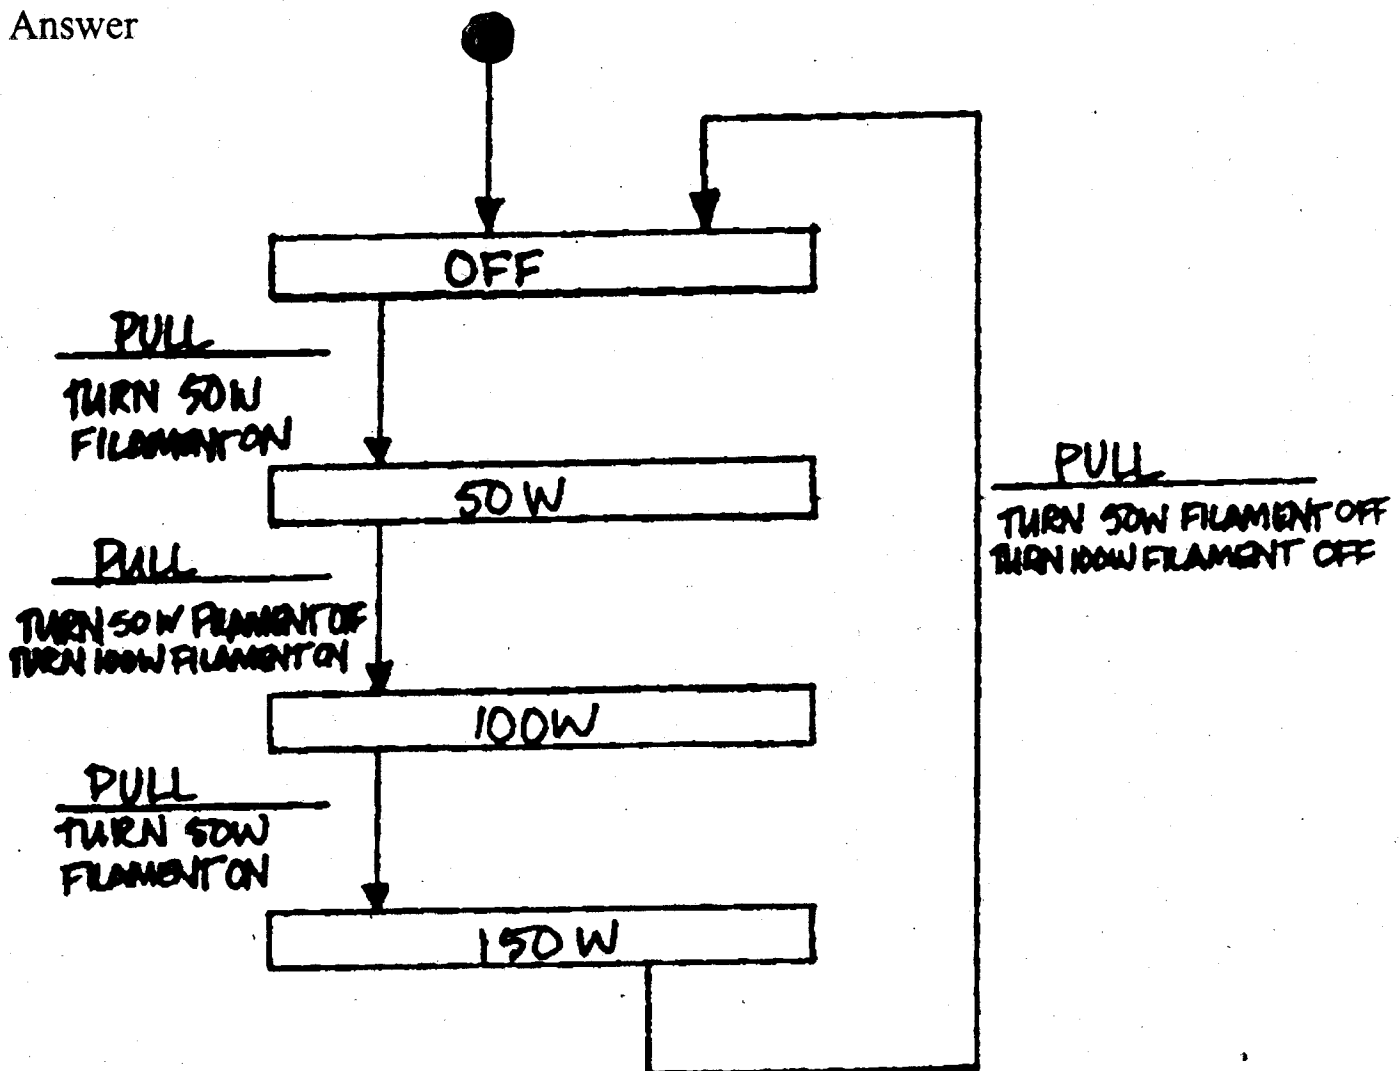 Answer
OFF
PULL
TURN 50W
FILAMENT ON
50W
PULL
TURN 50W FILAMENT OFF
TURN 100W FILAMENT OFF
PULL
TURN 50W FILAMENT OF
TURN 100W FILAMENT ON
100W
PULL
TURN 50W
FILAMENT ON
150W